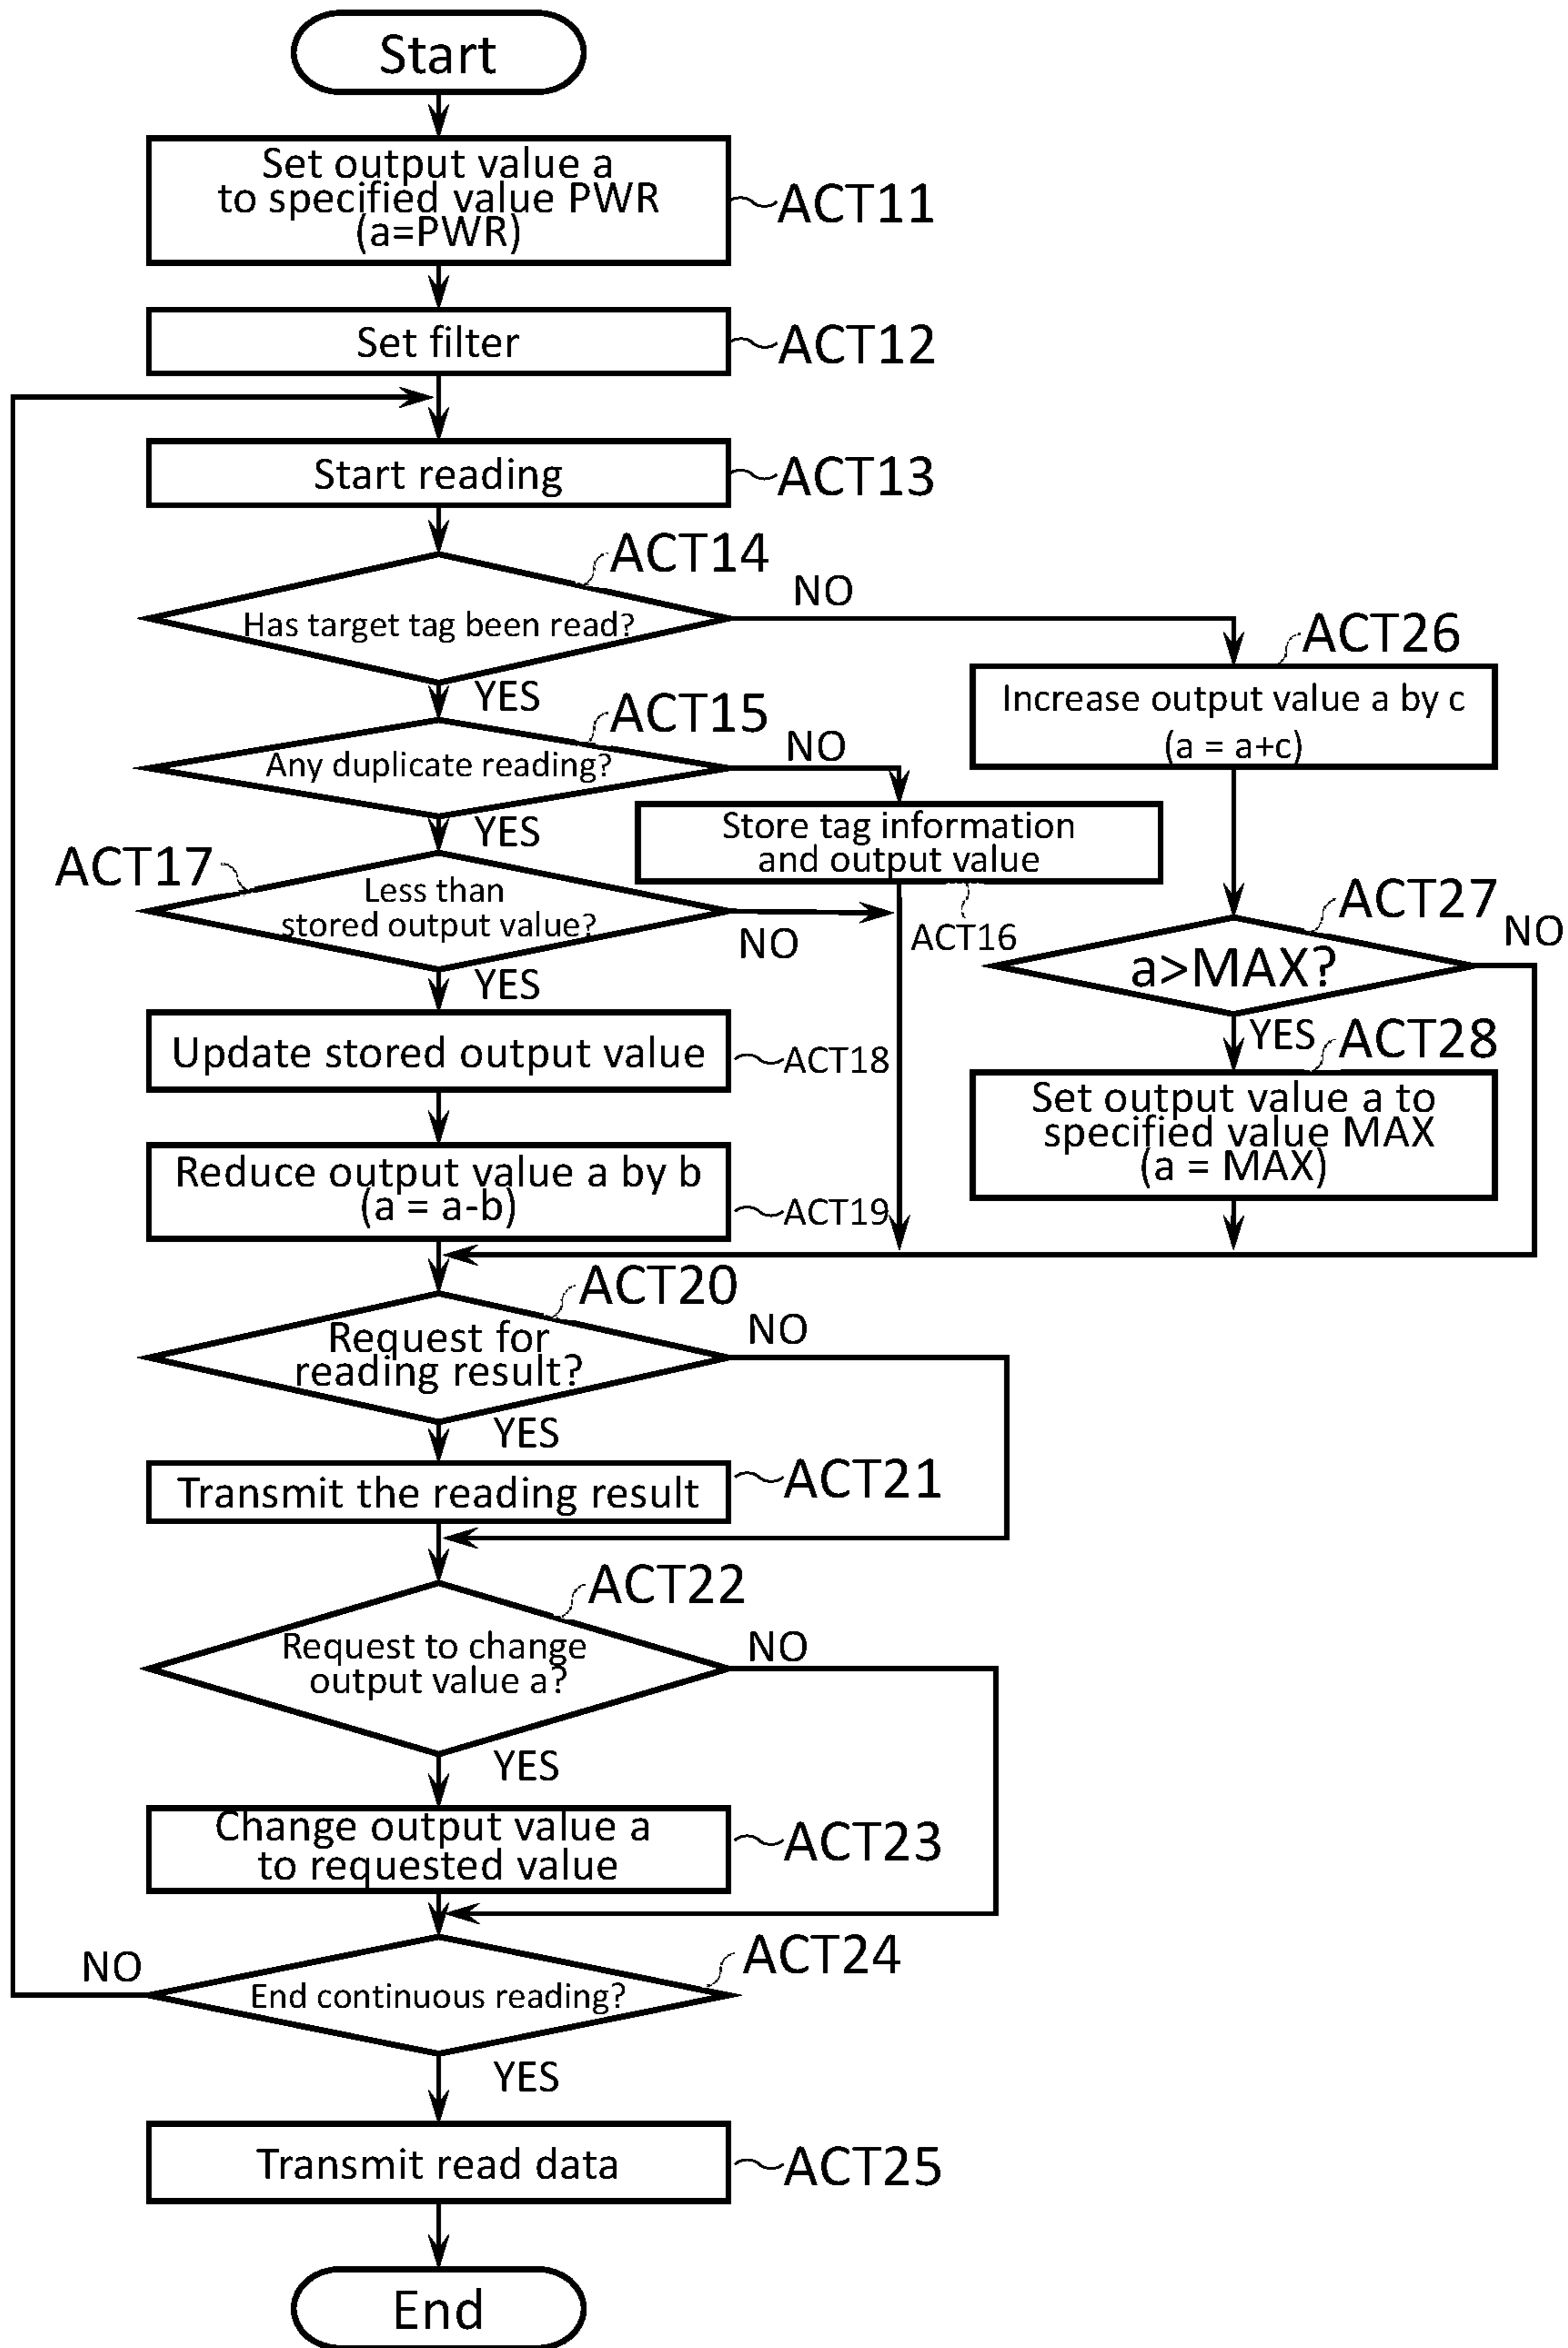 Start
Set output value a
to specified value PWR
(a=PWR)
ACT11
Set filter
ACT12
Start reading
ACT13
ACT14
Has target tag been read?
NO
YES
ACT26
Increase output value a by c
(a = a+c)
ACT15
Any duplicate reading?
NO
YES
Store tag information
and output value
ACT16
ACT17
Less than
stored output value?
NO
YES
ACT27
a>MAX?
NO
YES
ACT28
Set output value a to
specified value MAX
(a = MAX)
Update stored output value
ACT18
Reduce output value a by b
(a = a-b)
ACT19
ACT20
Request for
reading result?
NO
YES
Transmit the reading result
ACT21
ACT22
Request to change
output value a?
NO
YES
Change output value a
to requested value
ACT23
ACT24
End continuous reading?
NO
YES
Transmit read data
ACT25
End